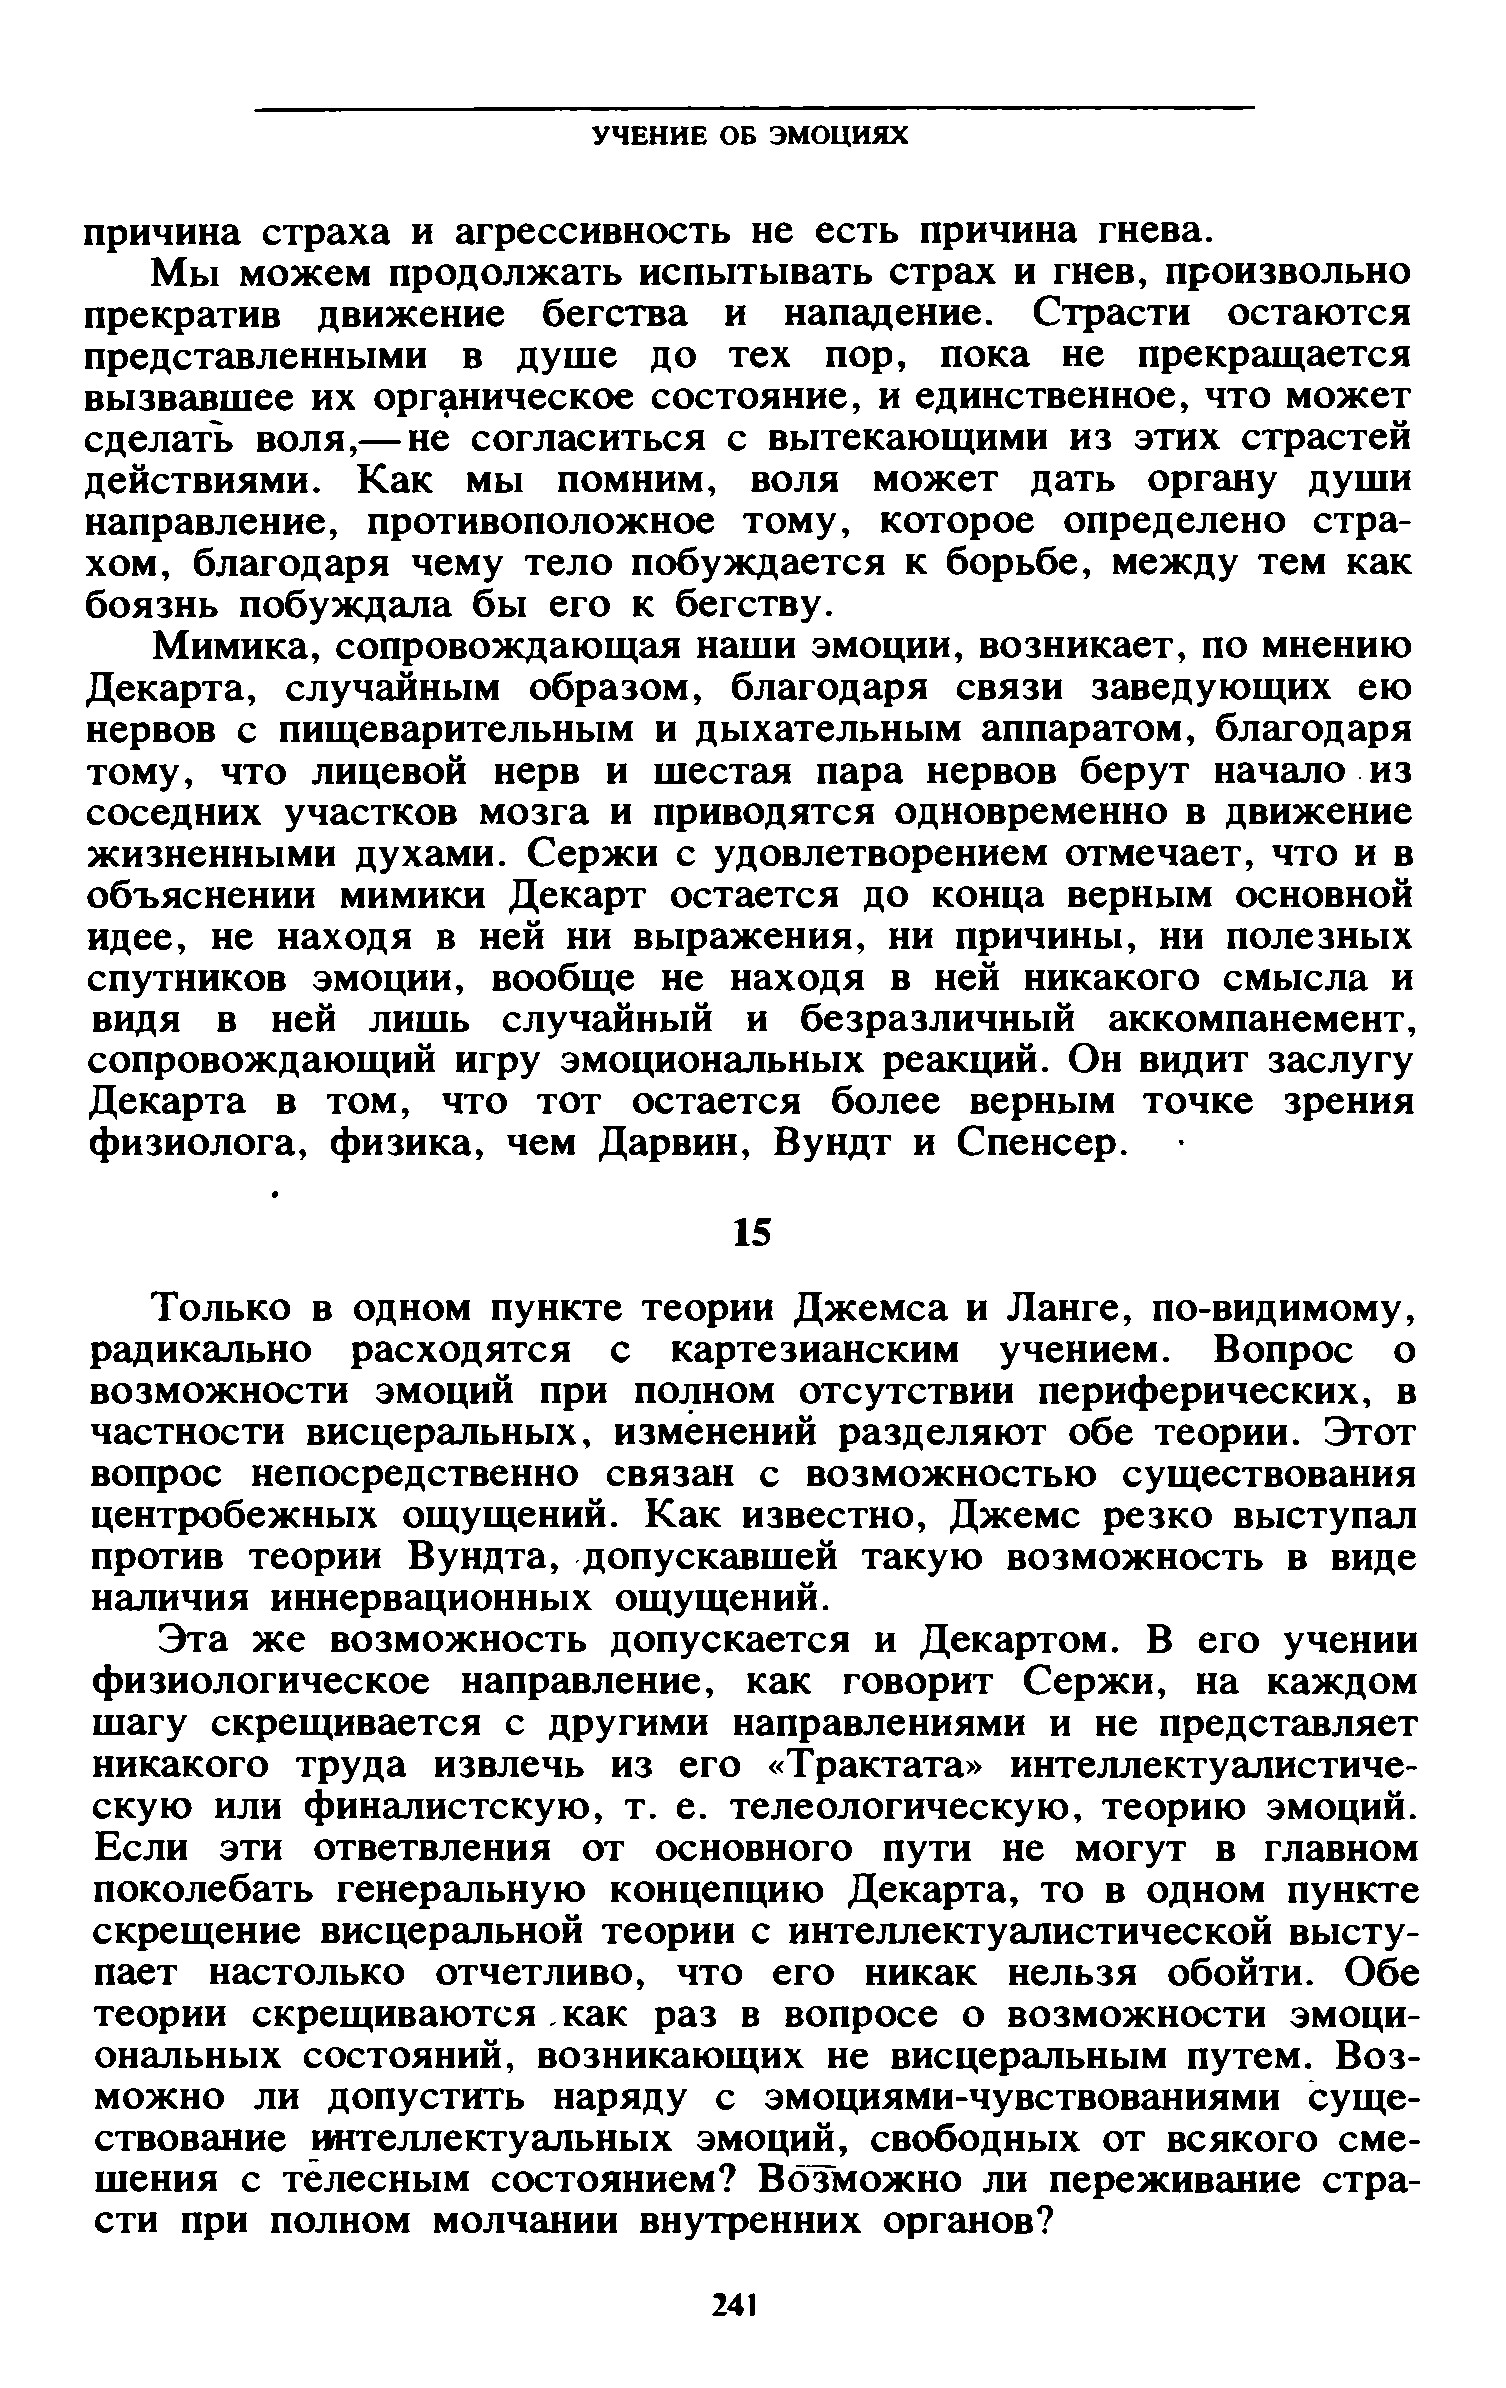 УЧЕНИЕ ОБ ЭМОЦИЯХ
причина страха и агрессивность не есть причина гнева.
Мы можем продолжать испытывать страх и гнев, произвольно
прекратив движение бегства и нападение. Страсти остаются
представленными в душе до тех пор, пока не прекращается
вызвавшее их органическое состояние, и единственное, что может
сделать воля,—не согласиться с вытекающими из этих страстей
действиями. Как мы помним, воля может дать органу души
направление, противоположное тому, которое определено стра-
хом, благодаря чему тело побуждается к борьбе, между тем как
боязнь побуждала бы его к бегству.
Мимика, сопровождающая наши эмоции, возникает, по мнению
Декарта, случайным образом, благодаря связи заведующих ею
нервов с пищеварительным и дыхательным аппаратом, благодаря
тому, что лицевой нерв и шестая пара нервов берут начало из
соседних участков мозга и приводятся одновременно в движение
жизненными духами. Сержи с удовлетворением отмечает, что и в
объяснении мимики Декарт остается до конца верным основной
идее, не находя в ней ни выражения, ни причины, ни полезных
спутников эмоции, вообще не находя в ней никакого смысла и
видя в ней лишь случайный и безразличный аккомпанемент,
сопровождающий игру эмоциональных реакций. Он видит заслугу
Декарта в том, что тот остается более верным точке зрения
физиолога, физика, чем Дарвин, Вундт и Спенсер.
15
Только в одном пункте теории Джемса и Ланге, по-видимому,
радикально расходятся с картезианским учением. Вопрос о
возможности эмоций при полном отсутствии периферических, в
частности висцеральных, изменений разделяют обе теории. Этот
вопрос непосредственно связан с возможностью существования
центробежных ощущений. Как известно, Джемс резко выступал
против теории Вундта, допускавшей такую возможность в виде
наличия иннервационных ощущений.
Эта же возможность допускается и Декартом. В его учении
физиологическое направление, как говорит Сержи, на каждом
шагу скрещивается с другими направлениями и не представляет
никакого труда извлечь из его «Трактата» интеллектуалистиче-
скую или финалистскую, т. е. телеологическую, теорию эмоций.
Если эти ответвления от основного пути не могут в главном
поколебать генеральную концепцию Декарта, то в одном пункте
скрещение висцеральной теории с интеллектуалистической высту-
пает настолько отчетливо, что его никак нельзя обойти. Обе
теории скрещиваются как раз в вопросе о возможности эмоци-
ональных состояний, возникающих не висцеральным путем. Воз-
можно ли допустить наряду с эмоциями-чувствованиями суще-
ствование интеллектуальных эмоций, свободных от всякого сме-
шения с телесным состоянием? Возможно ли переживание стра-
сти при полном молчании внутренних органов?
241